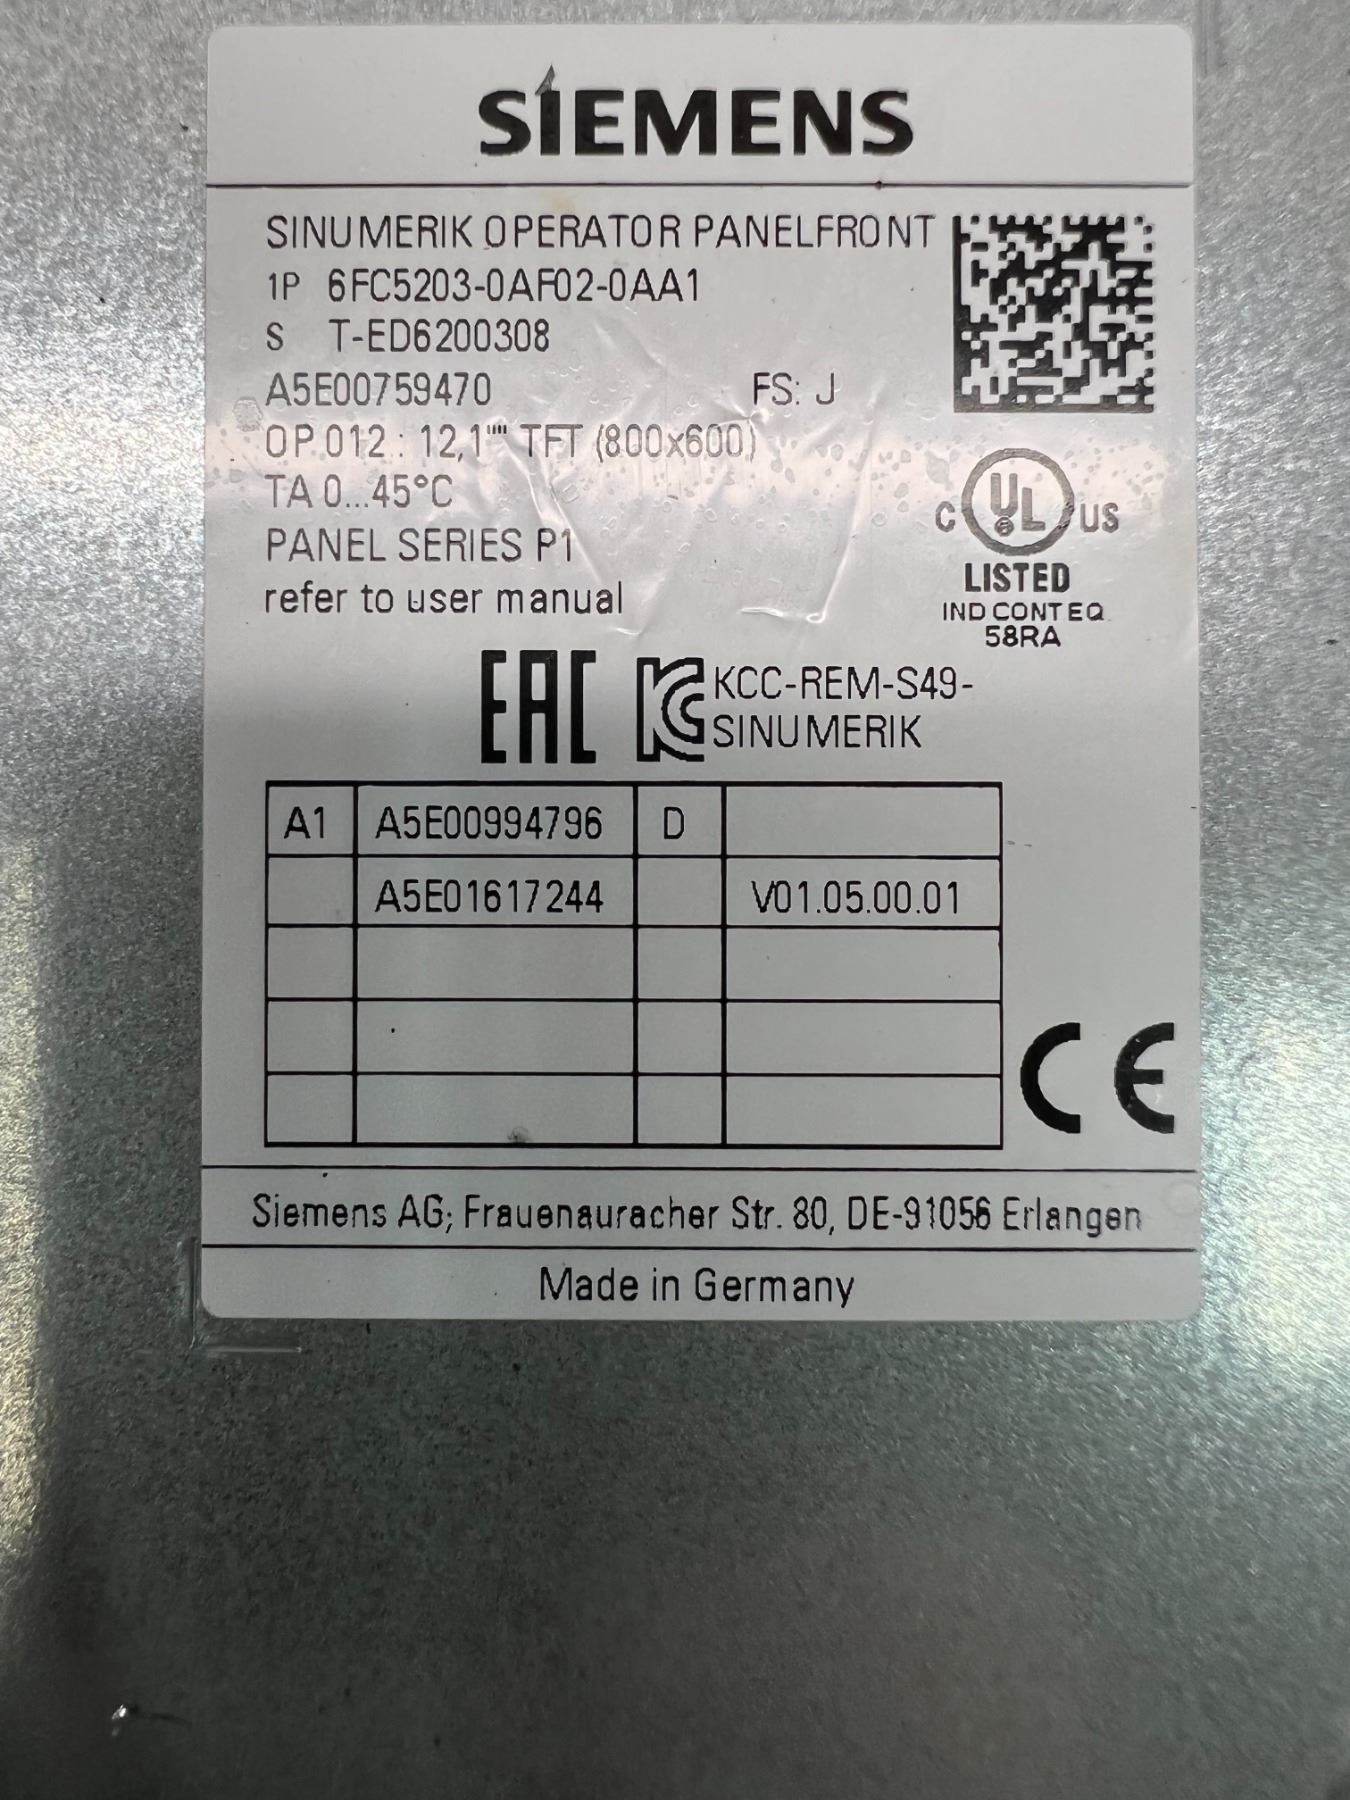 SIEMENS
SINUMERIK OPERATOR PANELFRONT
1P 6FC5203-0AF02-0AA1
S T-ED6200308
A5E00759470 FS: J
OP 012 : 12,1"" TFT (800x600)
TA 0...45°C
PANEL SERIES P1
refer to user manual
C UL US
LISTED
IND CONT EQ.
58RA
EAC KC KCC-REM-S49-
SINUMERIK
A1 A5E00994796 D
A5E01617244 V01.05.00.01
CE
Siemens AG; Frauenauracher Str. 80, DE-91056 Erlangen
Made in Germany